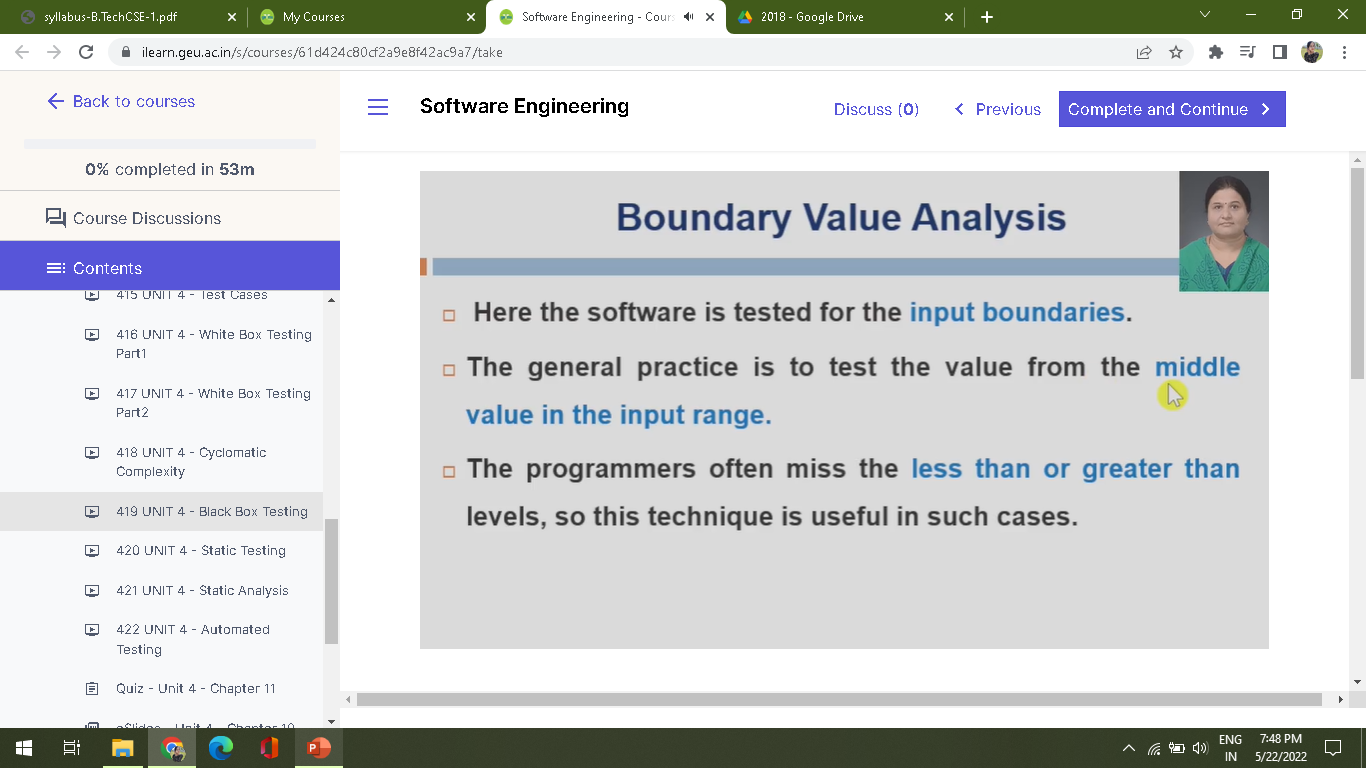 syllabus-B.TechCSE-1.pdf
My Courses
Software Engineering - Cour
2018 - Google Drive
ilearn.geu.ac.in/s/courses/61d424c80cf2a9e8f42ac9a7/take
Back to courses
0% completed in 53m
Course Discussions
Contents
415 UNIT 4 - Test Cases
416 UNIT 4 - White Box Testing
Part1
417 UNIT 4 - White Box Testing
Part2
418 UNIT 4 - Cyclomatic
Complexity
419 UNIT 4 - Black Box Testing
420 UNIT 4 - Static Testing
421 UNIT 4 - Static Analysis
422 UNIT 4 - Automated
Testing
Quiz - Unit 4 - Chapter 11
eSlides - Unit 4 - Chapter 10
Software Engineering
Discuss (0)
Previous
Complete and Continue
Boundary Value Analysis
Here the software is tested for the input boundaries.
The general practice is to test the value from the middle
value in the input range.
The programmers often miss the less than or greater than
levels, so this technique is useful in such cases.
ENG
IN
7:48 PM
5/22/2022